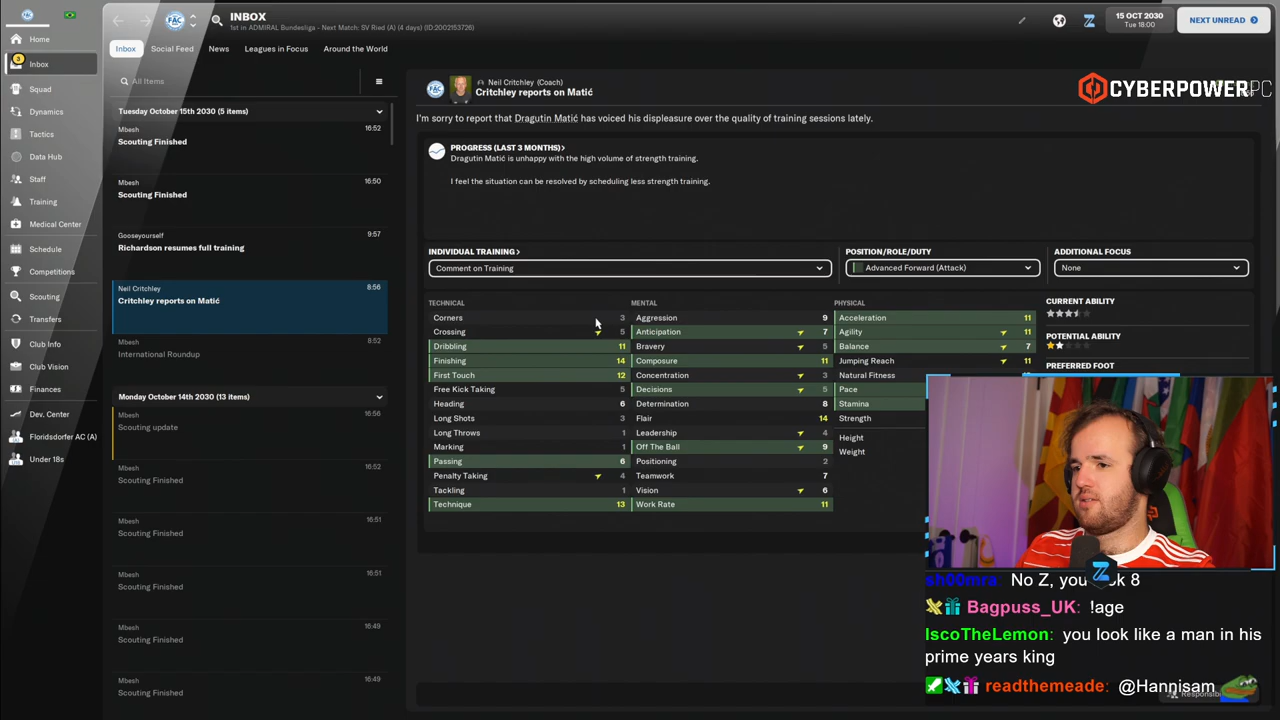 INBOX
1st in ADMIRAL Bundesliga - Next Match: SV Ried (A) (4 days) (ID:2002153726)
15 OCT 2030
Tue 18:00
NEXT UNREAD
Home
3
Inbox
Squad
Dynamics
Tactics
Data Hub
Staff
Training
Medical Center
Schedule
Competitions
Scouting
Transfers
Club Info
Club Vision
Finances
Dev. Center
Floridsdorfer AC (A)
Under 18s
Inbox
Social Feed
News
Leagues in Focus
Around the World
All Items
Tuesday October 15th 2030 (5 items)
Mbesh
16:52
Scouting Finished
Mbesh
16:50
Scouting Finished
Gooseyourself
9:57
Richardson resumes full training
Neil Critchley
8:56
Critchley reports on Matić
Mbesh
8:52
International Roundup
Monday October 14th 2030 (13 items)
Mbesh
16:56
Scouting update
Mbesh
16:52
Scouting Finished
Mbesh
16:51
Scouting Finished
Mbesh
16:51
Scouting Finished
Mbesh
16:49
Scouting Finished
Mbesh
16:49
Scouting Finished
Neil Critchley (Coach)
Critchley reports on Matić
CYBERPOWERPC
I'm sorry to report that Dragutin Matić has voiced his displeasure over the quality of training sessions lately.
PROGRESS (LAST 3 MONTHS)>
Dragutin Matić is unhappy with the high volume of strength training.
I feel the situation can be resolved by scheduling less strength training.
INDIVIDUAL TRAINING>
Comment on Training
POSITION/ROLE/DUTY
Advanced Forward (Attack)
ADDITIONAL FOCUS
None
TECHNICAL
Corners 3
Crossing 5
Dribbling 11
Finishing 14
First Touch 12
Free Kick Taking 5
Heading 6
Long Shots 3
Long Throws 1
Marking 1
Passing 6
Penalty Taking 4
Tackling 1
Technique 13
MENTAL
Aggression 9
Anticipation 7
Bravery 5
Composure 11
Concentration 3
Decisions 5
Determination 8
Flair 14
Leadership 4
Off The Ball 9
Positioning 2
Teamwork 7
Vision 6
Work Rate 11
PHYSICAL
Acceleration 11
Agility 11
Balance 7
Jumping Reach 11
Natural Fitness
Pace
Stamina
Strength
Height
Weight
CURRENT ABILITY
POTENTIAL ABILITY
PREFERRED FOOT
sh00mra: No Z, you 8
Bagpuss_UK: !age
IscoTheLemon: you look like a man in his
prime years king
readthemeade: @Hannisam